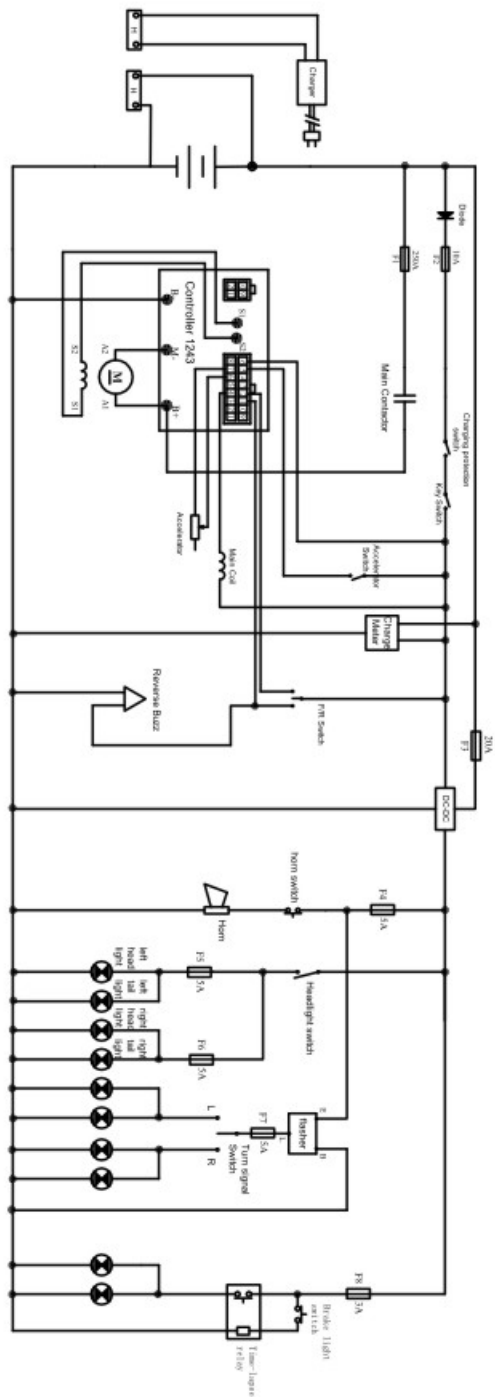 H
H
Charger
Diode
10A
F2
250A
F1
Charging protection
switch
Key Switch
Main Contactor
Controller 1243
S1
S2
B-
M-
B+
A2
A1
M
S2
S1
Accelerator
Main Coil
Accelerator
Switch
Charge
Meter
F/R Switch
Reverse Buzz
20A
F3
DC-DC
F4
5A
horn switch
Horn
Headlight switch
F5
5A
F6
5A
left
head
light
left
tail
light
right
head
light
right
tail
light
flasher
E
B
L
F7
5A
L
R
Turn signal
Switch
F8
Brake light
switch
Time-lapse
relay